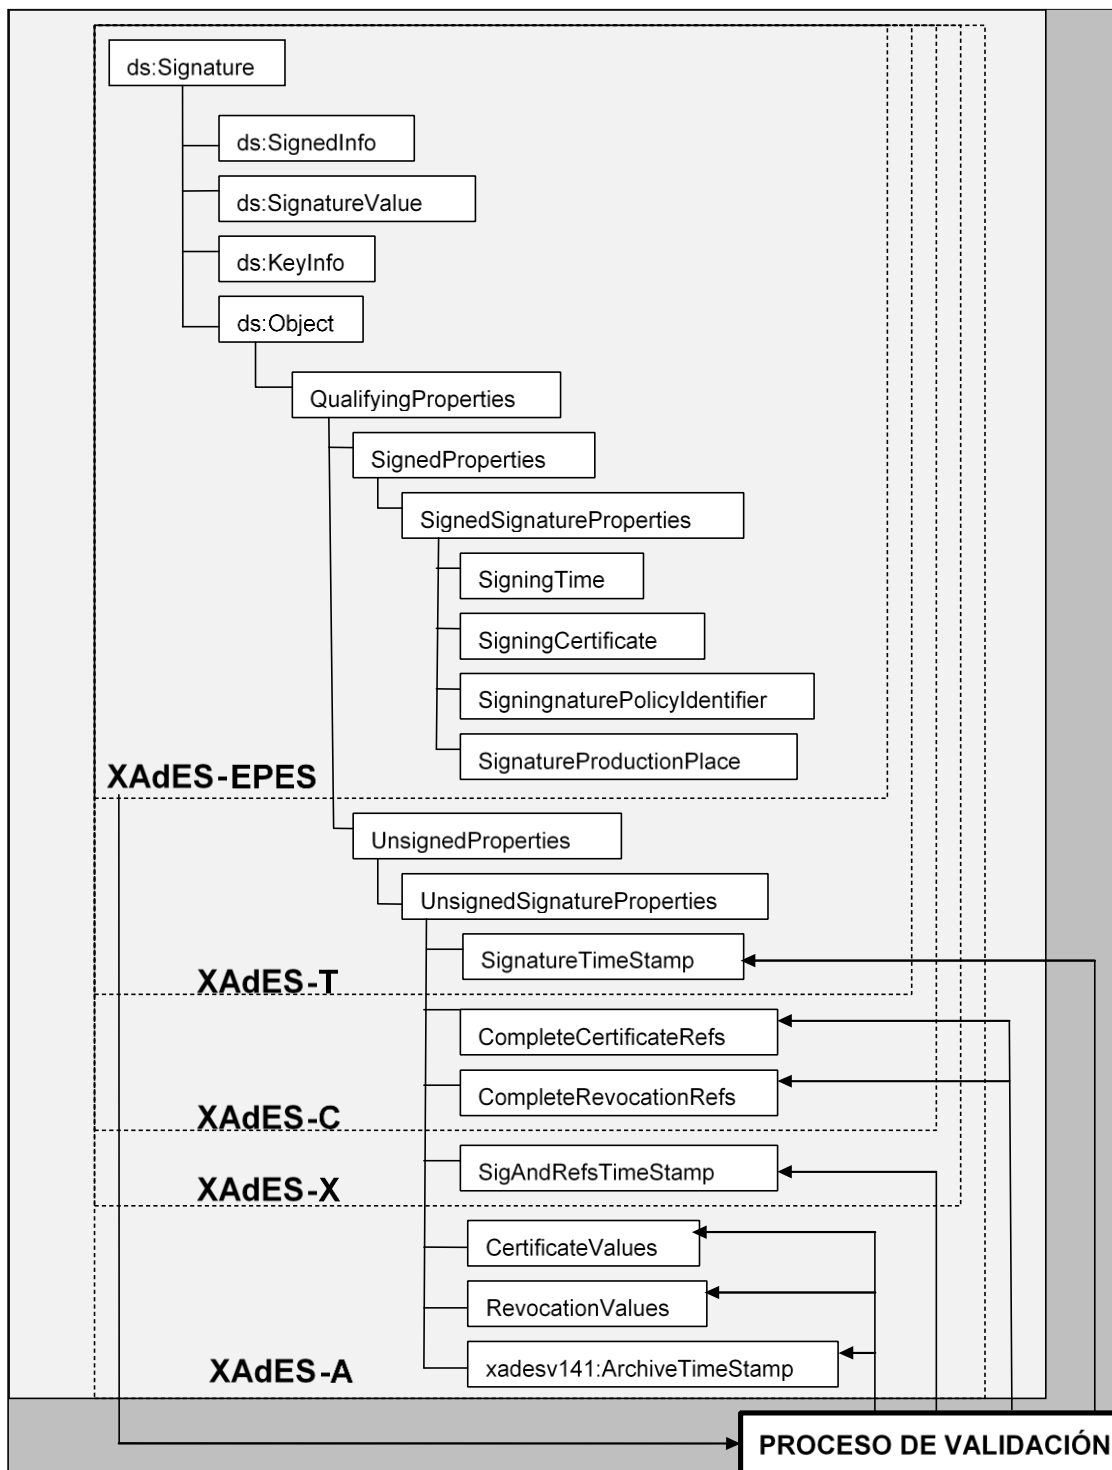 ds:Signature
ds:SignedInfo
ds:SignatureValue
ds:KeyInfo
ds:Object
QualifyingProperties
SignedProperties
SignedSignatureProperties
SigningTime
SigningCertificate
SigningnaturePolicyIdentifier
SignatureProductionPlace
XAdES-EPES
UnsignedProperties
UnsignedSignatureProperties
SignatureTimeStamp
XAdES-T
CompleteCertificateRefs
CompleteRevocationRefs
XAdES-C
SigAndRefsTimeStamp
XAdES-X
CertificateValues
RevocationValues
xadesv141:ArchiveTimeStamp
XAdES-A
PROCESO DE VALIDACIÓN